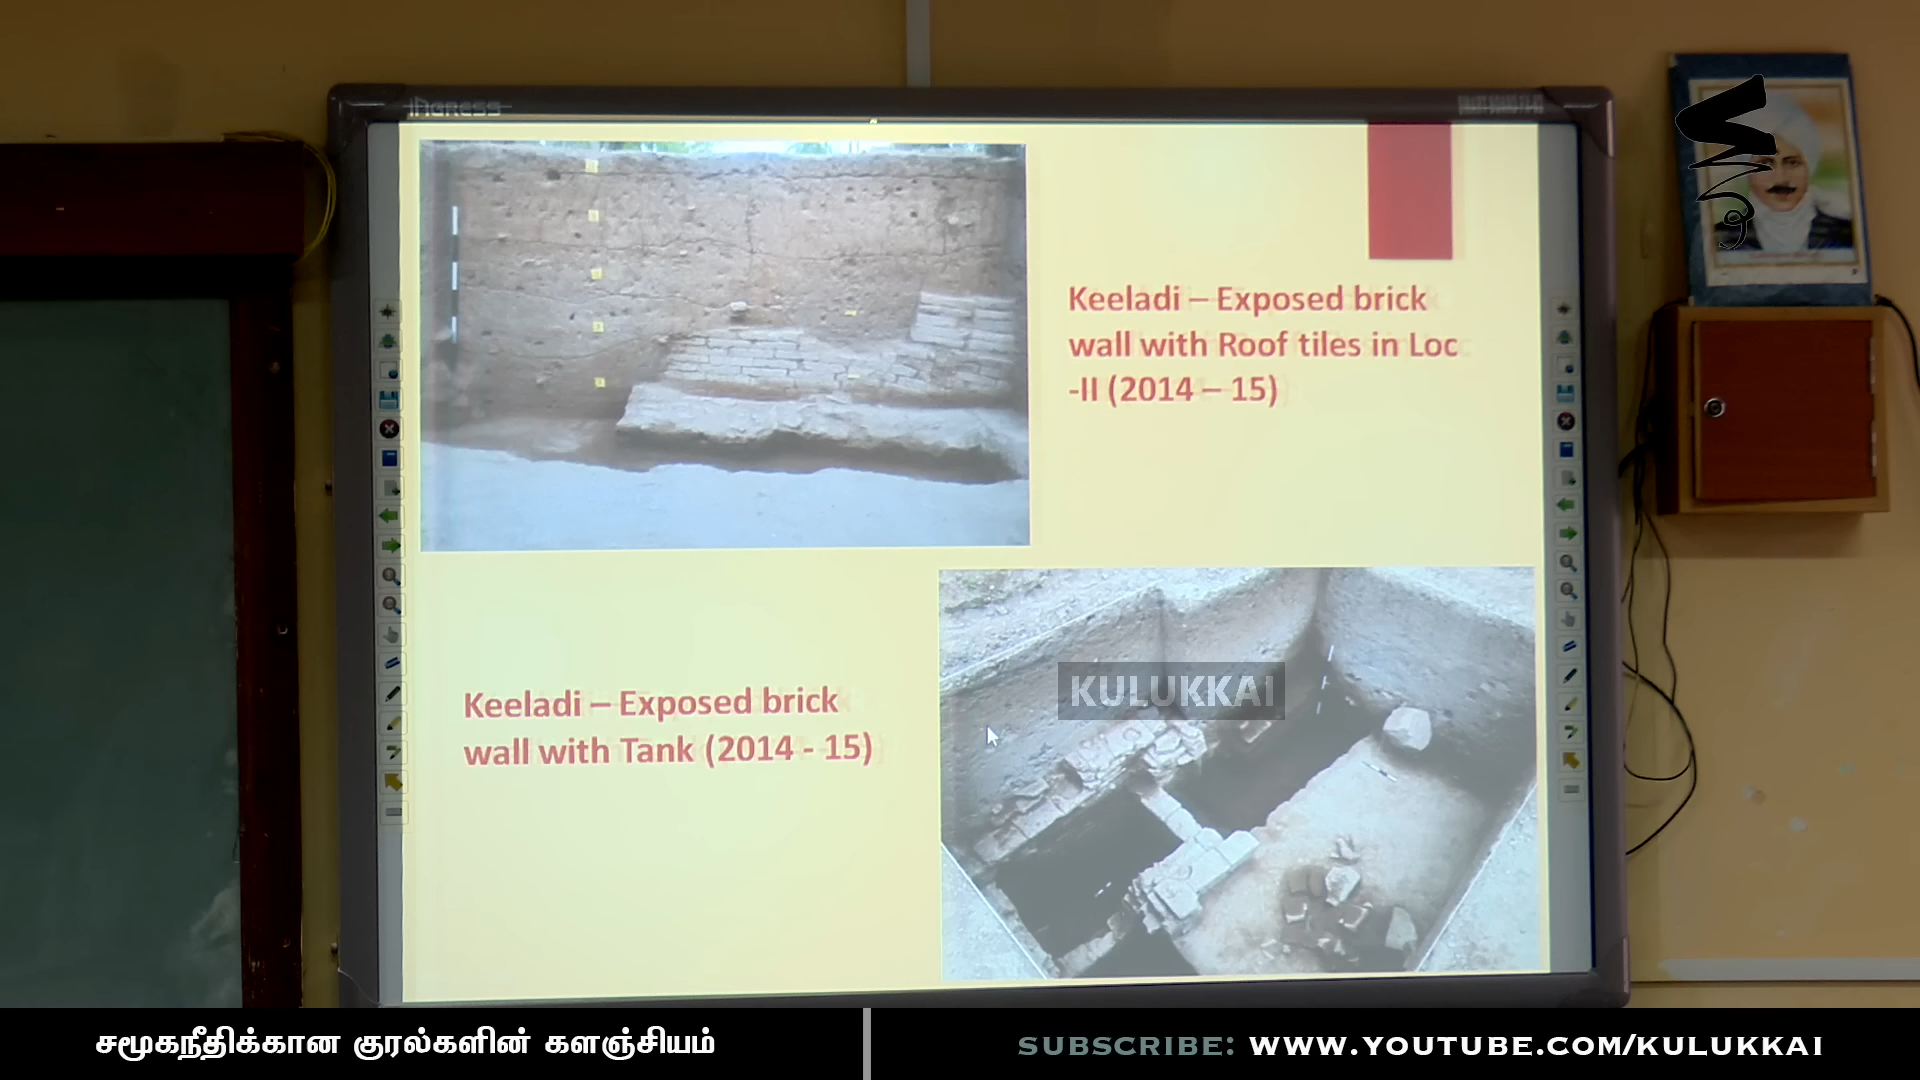 INGRESS
Keeladi – Exposed brick
wall with Roof tiles in Loc
-II (2014 – 15)
KULUKKAI
Keeladi – Exposed brick
wall with Tank (2014 - 15)
சமூகநீதிக்கான குரல்களின் களஞ்சியம்
SUBSCRIBE: WWW.YOUTUBE.COM/KULUKKAI